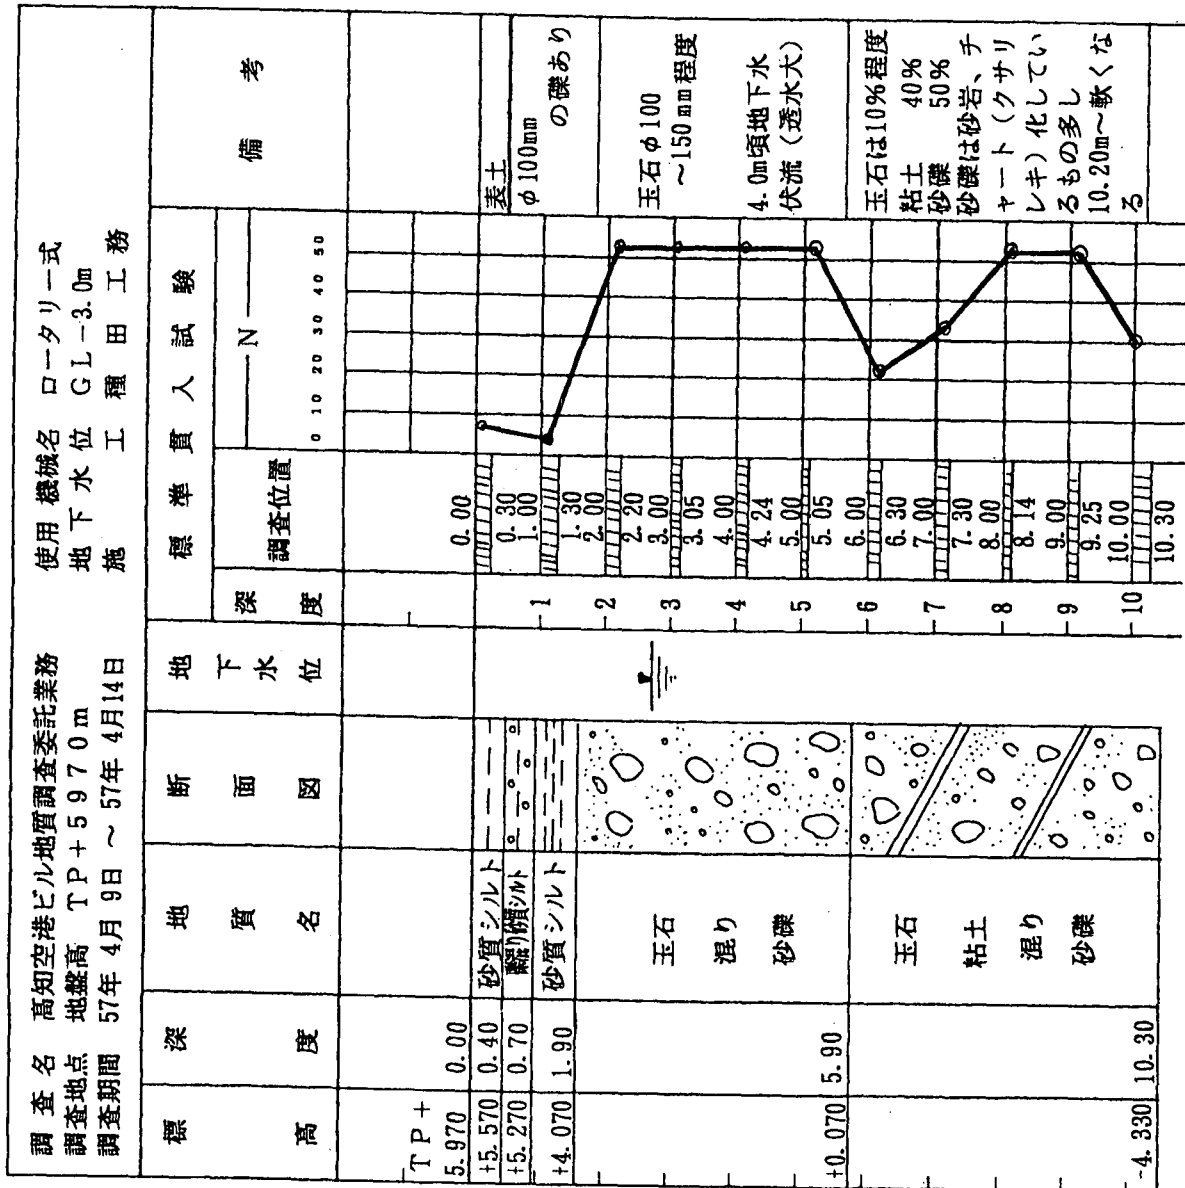 調査名 高知空港ビル地質調査委託業務
調査地点 地盤高 TP+5970m
調査期間 57年 4月 9日 ～ 57年 4月14日
使用機械名 ロータリー式
地下水位 GL-3.0m
施工 種田工務
標高
深度
地質名
断面図
地下水位
標準貫入試験
深度
調査位置
N
0 10 20 30 40 50
備考
TP+
5.970 0.00
+5.570 0.40 砂質シルト
+5.270 0.70 混り砂質シルト
+4.070 1.90 砂質シルト
+0.070 5.90 玉石混り砂礫
-4.330 10.30 玉石粘土混り砂礫
1
2
3
4
5
6
7
8
9
10
0.00
0.30
1.00
1.30
2.00
2.20
3.00
3.05
4.00
4.24
5.00
5.05
6.00
6.30
7.00
7.30
8.00
8.14
9.00
9.25
10.00
10.30
表土
φ100mm
の礫あり
玉石φ100
～150mm程度
4.0m頃地下水
伏流（透水大）
玉石は10%程度
粘土 40%
砂礫 50%
砂礫は砂岩、チ
ャート（クサリ
レキ）化してい
るもの多し
10.20m～軟くな
る